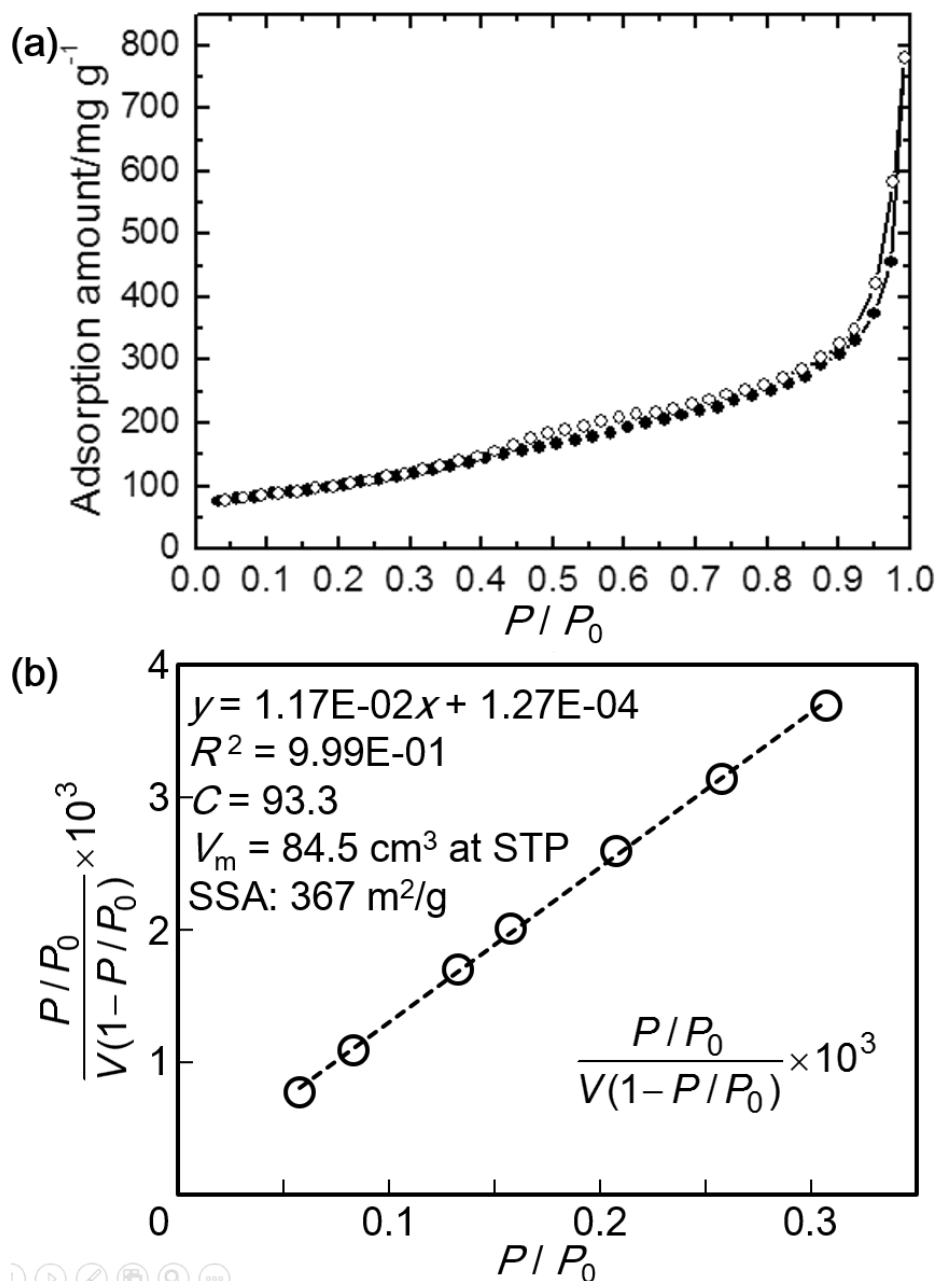 (a)
Adsorption amount/mg g-1
800
700
600
500
400
300
200
100
0
0.0 0.1 0.2 0.3 0.4 0.5 0.6 0.7 0.8 0.9 1.0
P / P0
(b)
y = 1.17E-02x + 1.27E-04
R2 = 9.99E-01
C = 93.3
Vm = 84.5 cm3 at STP
SSA: 367 m2/g
P / P0
V(1− P / P0)
×103
4
3
2
1
P / P0
V(1− P / P0)
×103
0 0.1 0.2 0.3
P / P0